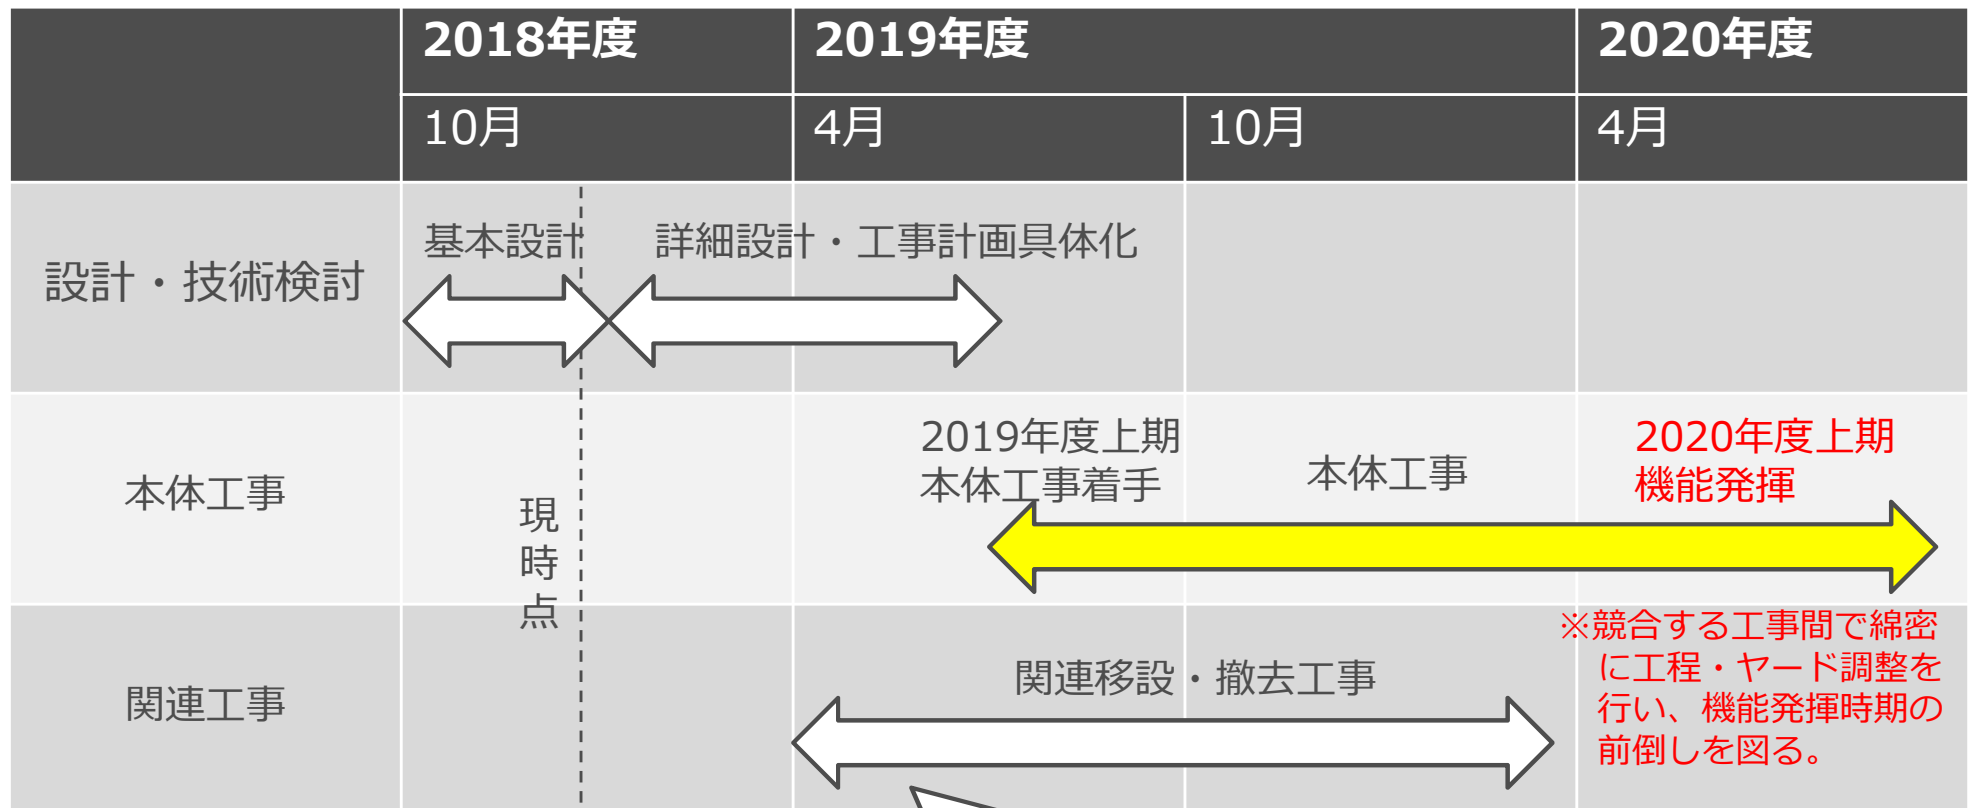 2018年度
2019年度
2020年度
10月
4月
10月
4月
設計・技術検討
基本設計
詳細設計・工事計画具体化
本体工事
現時点
2019年度上期
本体工事着手
本体工事
2020年度上期
機能発揮
関連工事
関連移設・撤去工事
※競合する工事間で綿密
に工程・ヤード調整を
行い、機能発揮時期の
前倒しを図る。